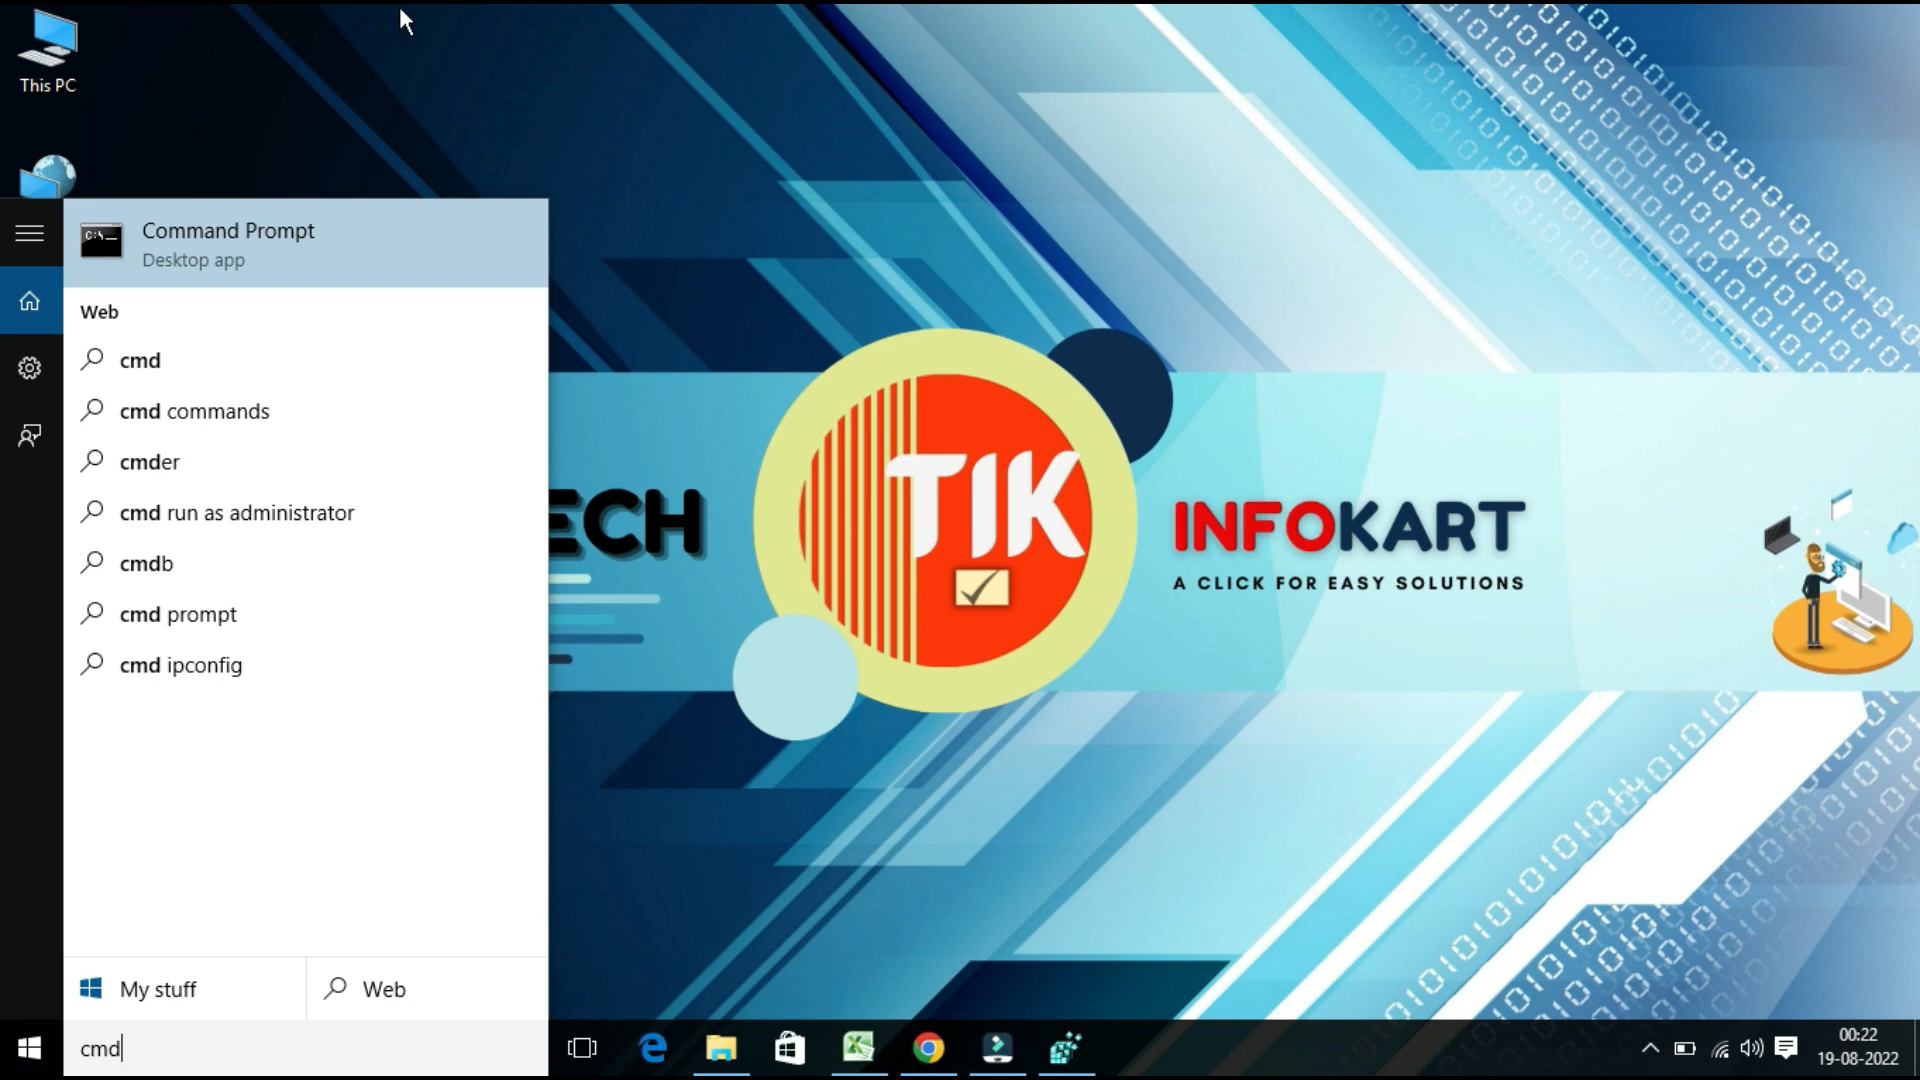 This PC
Command Prompt
Desktop app
Web
cmd
cmd commands
cmder
cmd run as administrator
cmdb
cmd prompt
cmd ipconfig
My stuff
Web
cmd
ECH
TIK
INFOKART
A CLICK FOR EASY SOLUTIONS
00:22
19-08-2022